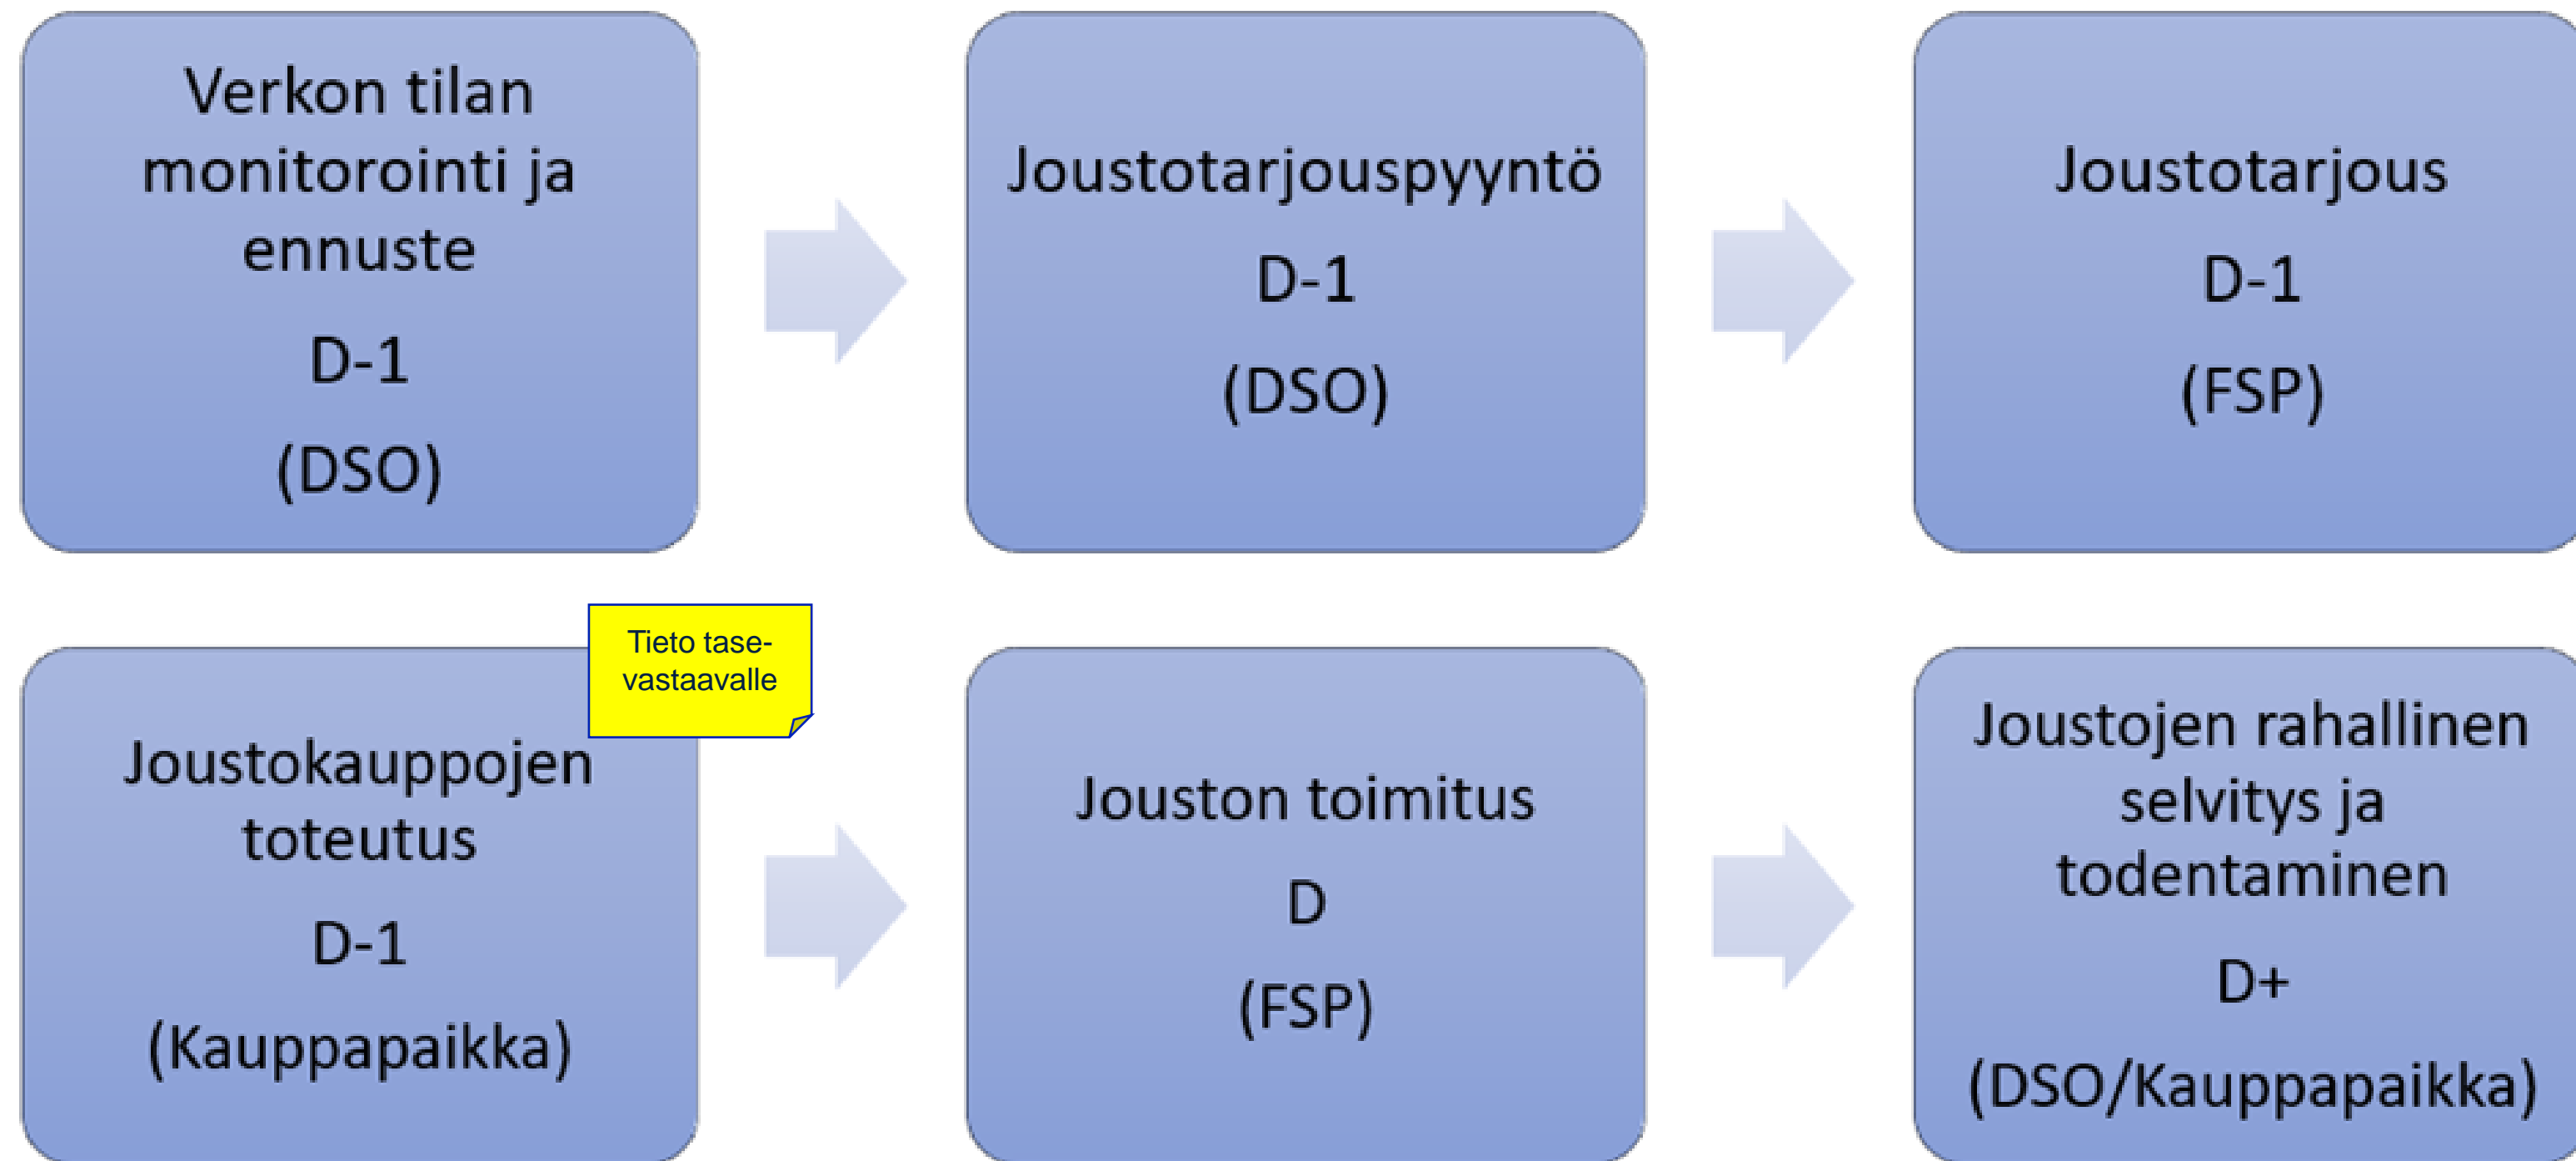 Verkon tilan
monitorointi ja
ennuste
D-1
(DSO)
Joustotarjouspyyntö
D-1
(DSO)
Joustotarjous
D-1
(FSP)
Tieto tase-
vastaavalle
Joustokauppojen
toteutus
D-1
(Kauppapaikka)
Jouston toimitus
D
(FSP)
Joustojen rahallinen
selvitys ja
todentaminen
D+
(DSO/Kauppapaikka)